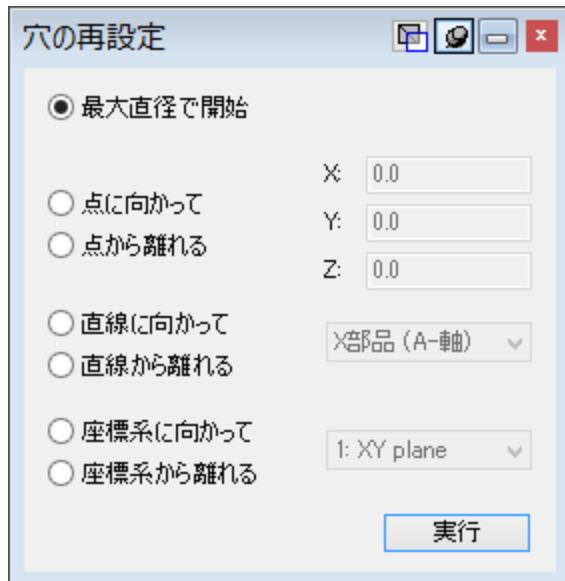 穴の再設定
最大直径で開始
点に向かって
点から離れる
X:
0.0
Y:
0.0
Z:
0.0
直線に向かって
直線から離れる
X部品 (A-軸)
座標系に向かって
座標系から離れる
1: XY plane
実行